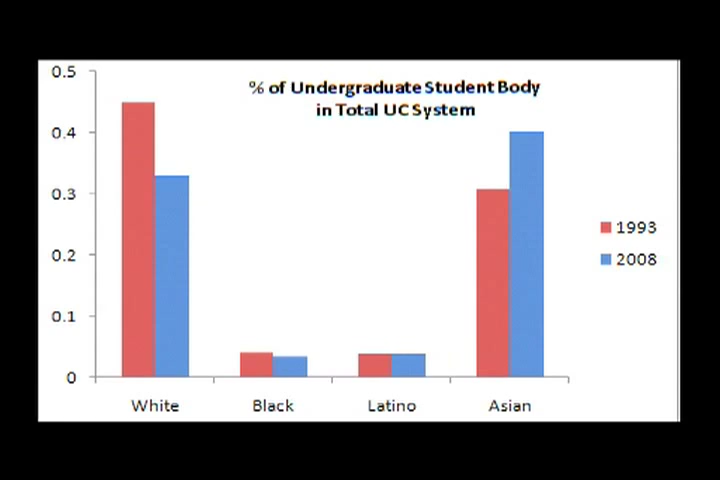 % of Undergraduate Student Body
in Total UC System
0.5
0.4
0.3
0.2
0.1
0
White Black Latino Asian
1993
2008